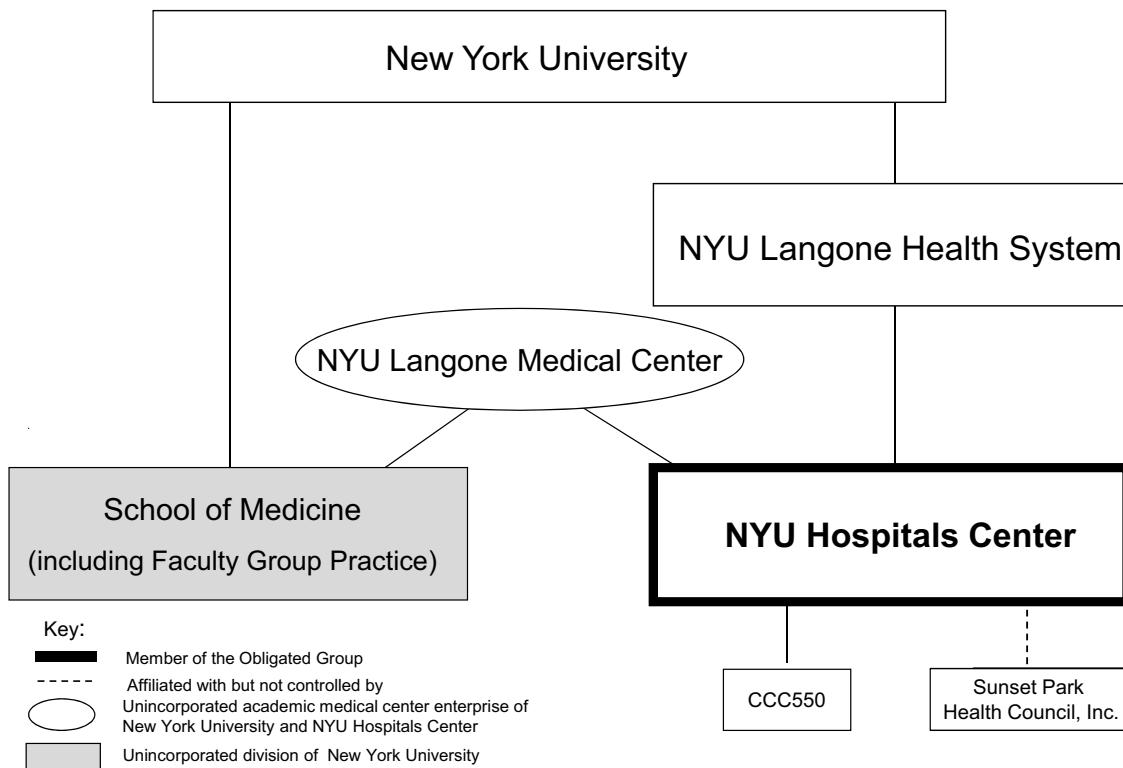 New York University
NYU Langone Health System
NYU Langone Medical Center
School of Medicine
(including Faculty Group Practice)
NYU Hospitals Center
Key:
Member of the Obligated Group
Affiliated with but not controlled by
Unincorporated academic medical center enterprise of
New York University and NYU Hospitals Center
Unincorporated division of New York University
CCC550
Sunset Park
Health Council, Inc.